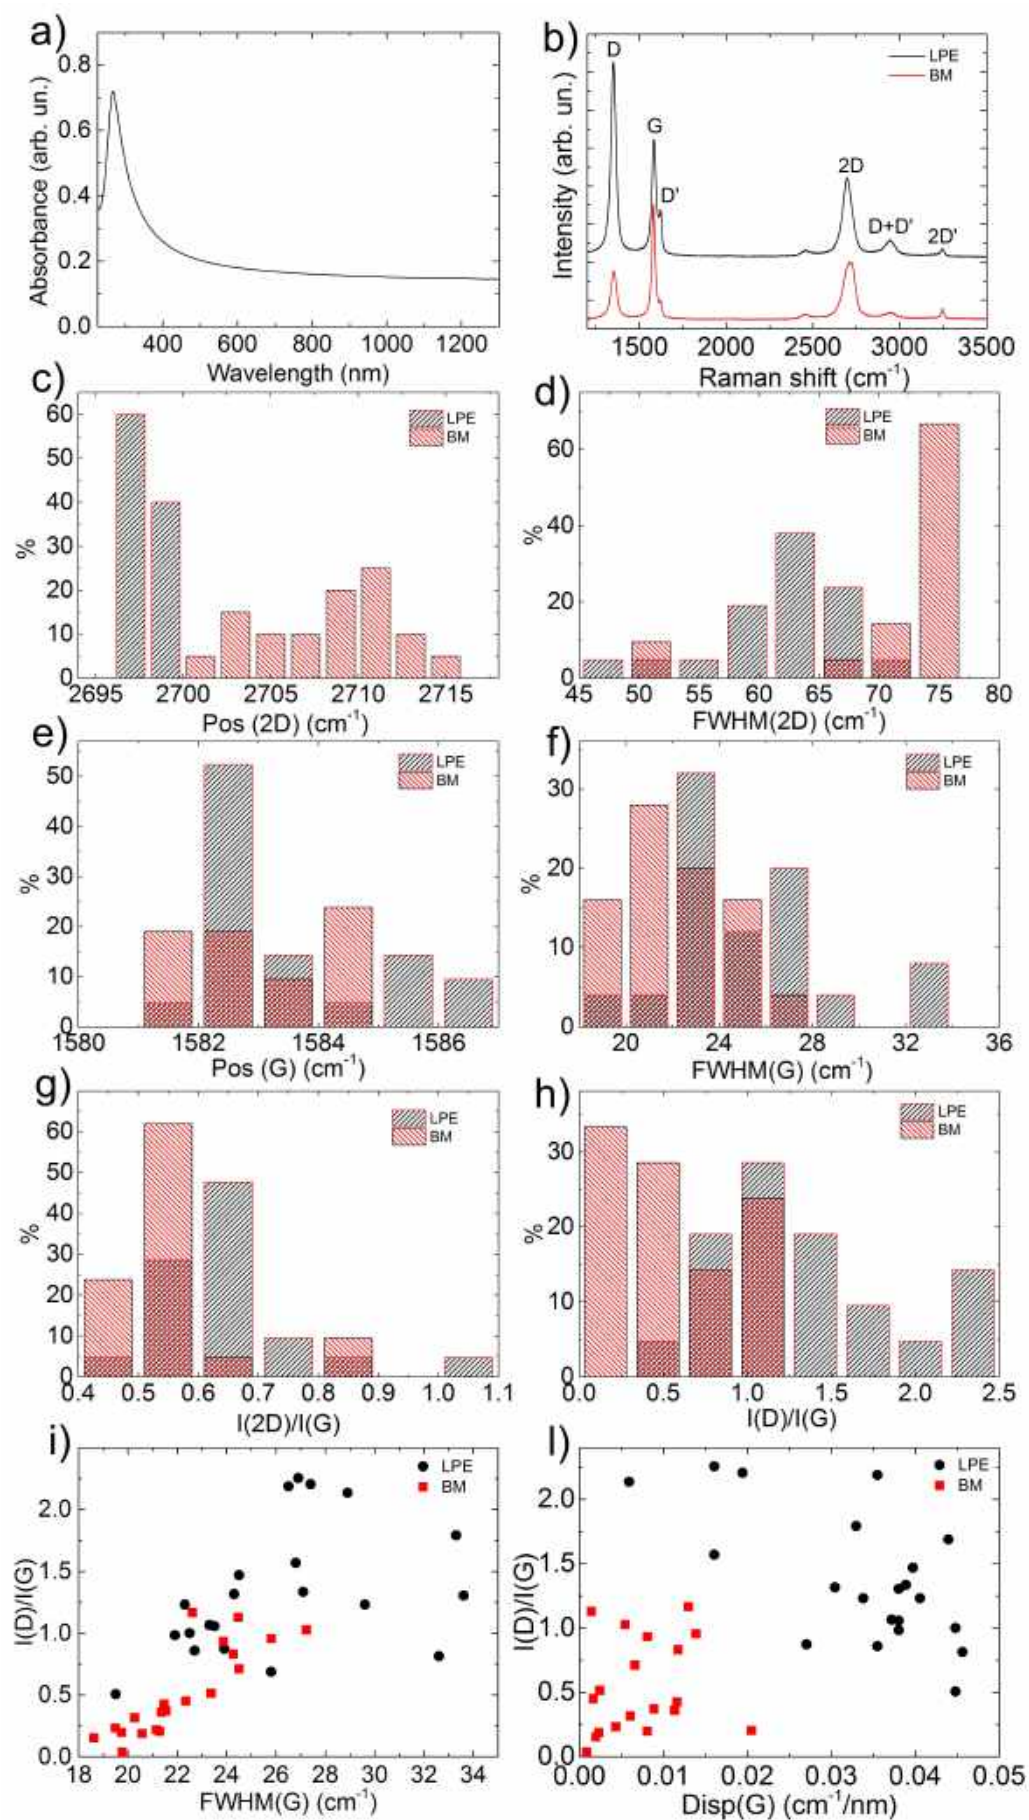 a)
0.8
0.6
0.4
0.2
0.0
Absorbance (arb. un.)
400 600 800 1000 1200
Wavelength (nm)
b)
D
G
D'
2D
D+D'
2D'
LPE
BM
Intensity (arb. un.)
1500 2000 2500 3000 3500
Raman shift (cm⁻¹)
c)
LPE
BM
60
50
40
30
20
10
0
%
2695 2700 2705 2710 2715
Pos (2D) (cm⁻¹)
d)
LPE
BM
60
40
20
0
%
45 50 55 60 65 70 75 80
FWHM(2D) (cm⁻¹)
e)
LPE
BM
50
40
30
20
10
0
%
1580 1582 1584 1586
Pos (G) (cm⁻¹)
f)
LPE
BM
30
20
10
0
%
20 24 28 32 36
FWHM(G) (cm⁻¹)
g)
LPE
BM
60
50
40
30
20
10
0
%
0.4 0.5 0.6 0.7 0.8 0.9 1.0 1.1
I(2D)/I(G)
h)
LPE
BM
30
20
10
0
%
0.0 0.5 1.0 1.5 2.0 2.5
I(D)/I(G)
i)
LPE
BM
2.0
1.5
1.0
0.5
0.0
I(D)/I(G)
18 20 22 24 26 28 30 32 34
FWHM(G) (cm⁻¹)
l)
LPE
BM
2.0
1.5
1.0
0.5
0.0
I(D)/I(G)
0.00 0.01 0.02 0.03 0.04 0.05
Disp(G) (cm⁻¹/nm)